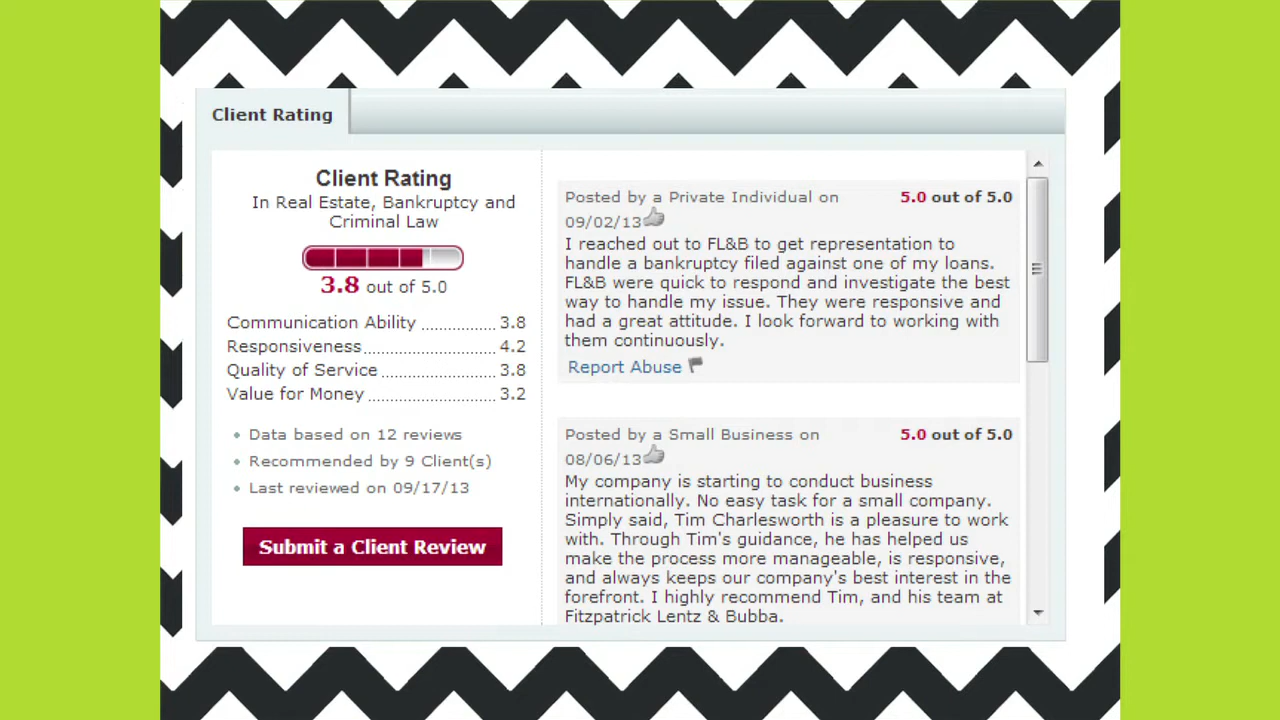 Client Rating
Client Rating
In Real Estate, Bankruptcy and
Criminal Law
3.8 out of 5.0
Communication Ability ............. 3.8
Responsiveness ....................... 4.2
Quality of Service .................... 3.8
Value for Money ...................... 3.2
Data based on 12 reviews
Recommended by 9 Client(s)
Last reviewed on 09/17/13
Submit a Client Review
Posted by a Private Individual on 5.0 out of 5.0
09/02/13
I reached out to FL&B to get representation to
handle a bankruptcy filed against one of my loans.
FL&B were quick to respond and investigate the best
way to handle my issue. They were responsive and
had a great attitude. I look forward to working with
them continuously.
Report Abuse
Posted by a Small Business on 5.0 out of 5.0
08/06/13
My company is starting to conduct business
internationally. No easy task for a small company.
Simply said, Tim Charlesworth is a pleasure to work
with. Through Tim's guidance, he has helped us
make the process more manageable, is responsive,
and always keeps our company's best interest in the
forefront. I highly recommend Tim, and his team at
Fitzpatrick Lentz & Bubba.